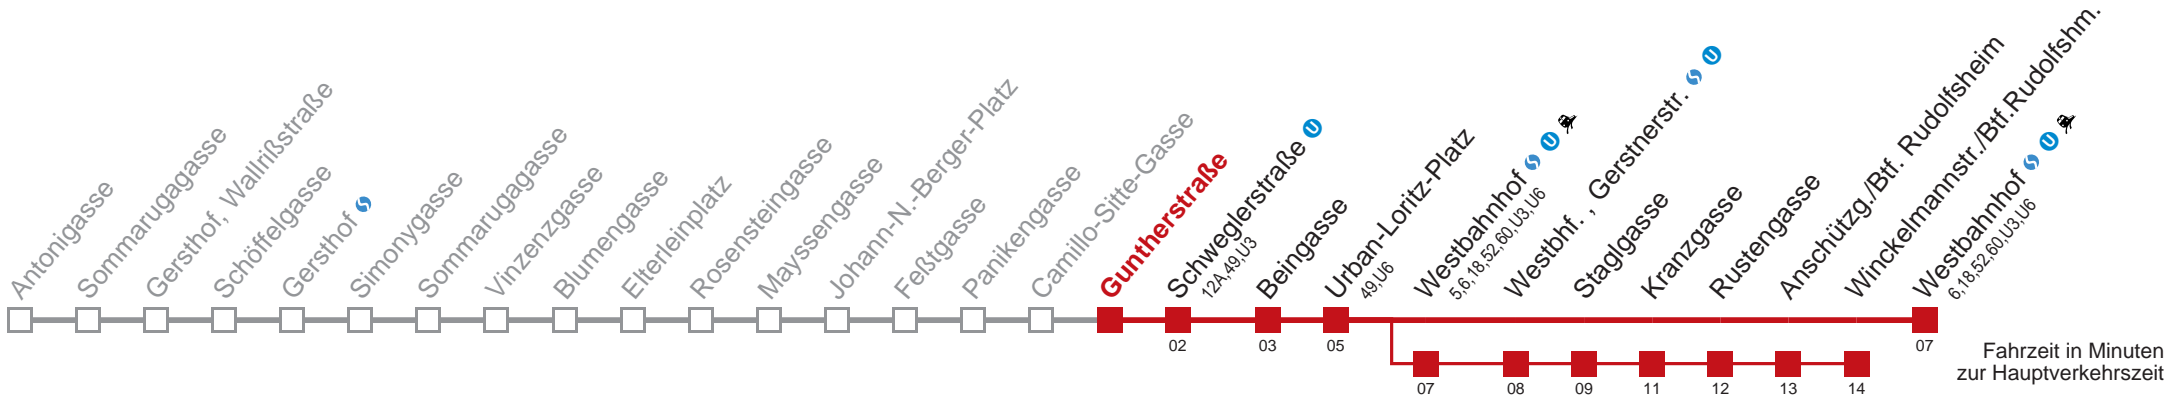 Antonigasse
Sommarugagasse
Gersthof, Wallrißstraße
Schöffelgasse
Gersthof
Simonygasse
Sommarugagasse
Vinzenzgasse
Blumengasse
Elterleinplatz
Rosensteingasse
Mayssengasse
Johann-N.-Berger-Platz
Feßtgasse
Panikengasse
Camillo-Sitte-Gasse
Guntherstraße
Schweglerstraße U
12A,49,U3
Beingasse
Urban-Loritz-Platz
49,U6
Westbahnhof U
5,6,18,52,60,U3,U6
Westbhf. , Gerstnerstr. U
Staglgasse
Kranzgasse
Rustengasse
Anschützg./Btf. Rudolfsheim
Winckelmannstr./Btf.Rudolfshm.
Westbahnhof U
6,18,52,60,U3,U6
02
03
05
07
07
08
09
11
12
13
14
Fahrzeit in Minuten
zur Hauptverkehrszeit